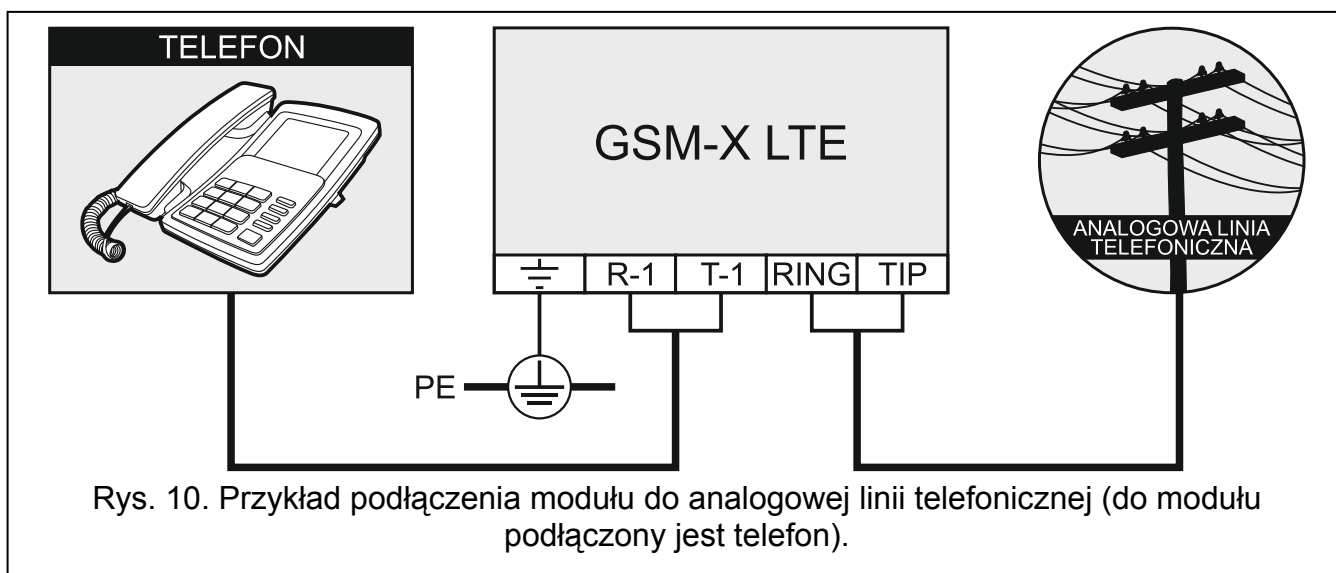 TELEFON
GSM-X LTE
ANALOGOWA LINIA
TELEFONICZNA
R-1
T-1
RING
TIP
PE
Rys. 10. Przykład podłączenia modułu do analogowej linii telefonicznej (do modułu
podłączony jest telefon).